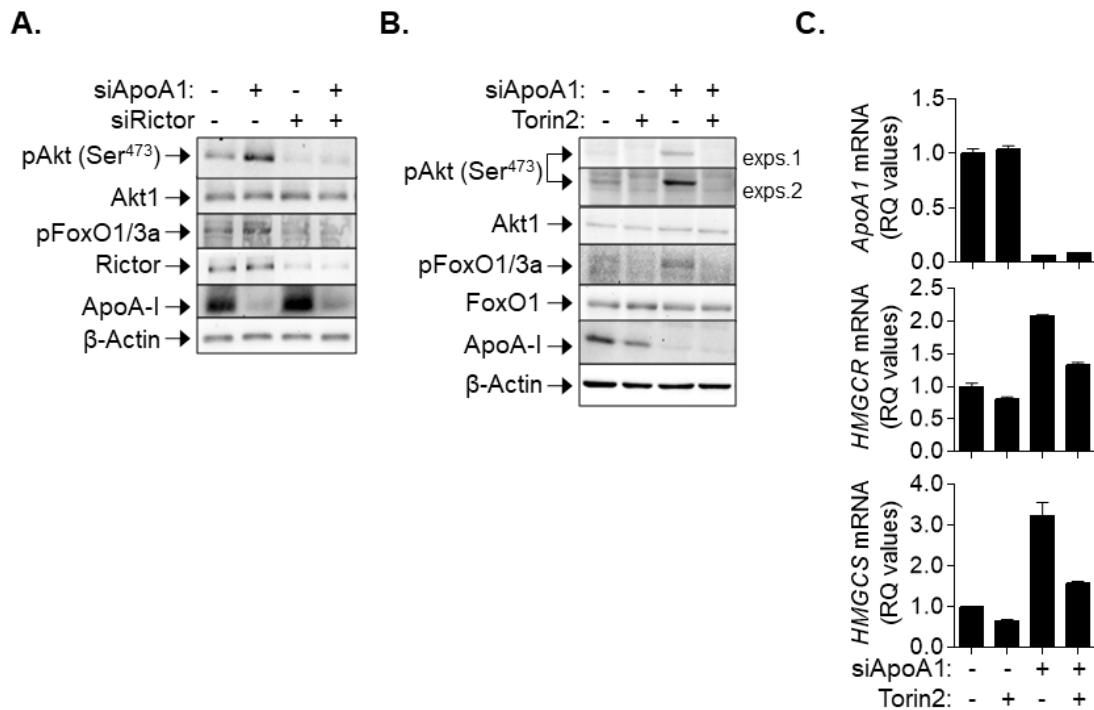 A.
siApoA1: - + - +
siRictor - - + +
pAkt (Ser473)
Akt1
pFoxO1/3a
Rictor
ApoA-I
β-Actin
B.
siApoA1: - - + +
Torin2: - + - +
pAkt (Ser473)
exps.1
exps.2
Akt1
pFoxO1/3a
FoxO1
ApoA-I
β-Actin
C.
ApoA1 mRNA
(RQ values)
1.5
1.0
0.5
0.0
HMGCR mRNA
(RQ values)
2.5
2.0
1.5
1.0
0.5
0.0
HMGCS mRNA
(RQ values)
4.0
3.0
2.0
1.0
0.0
siApoA1: - - + +
Torin2: - + - +